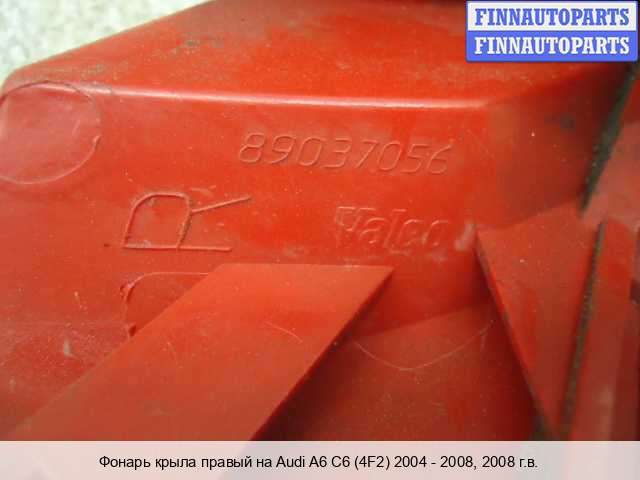 FINNAUTOPARTS
FINNAUTOPARTS
89037056
R
Valeo
Фонарь крыла правый на Audi A6 C6 (4F2) 2004 - 2008, 2008 г.в.